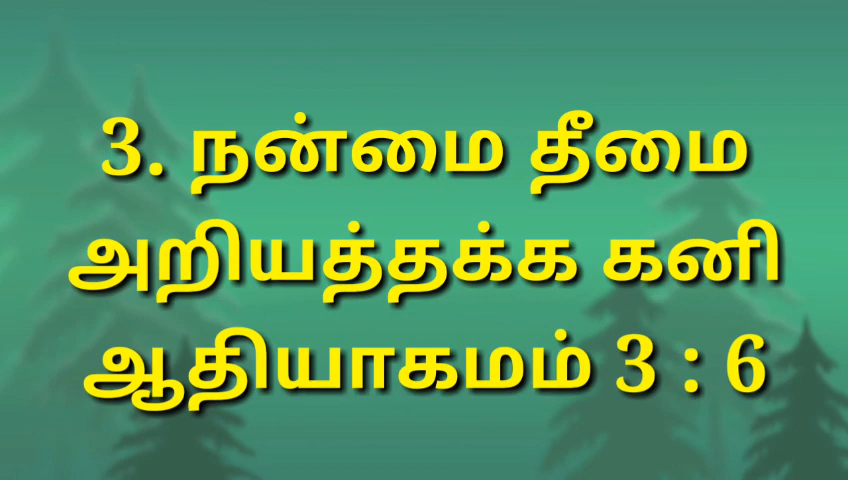 3. நன்மை தீமை
அறியத்தக்க கனி
ஆதியாகமம் 3 : 6